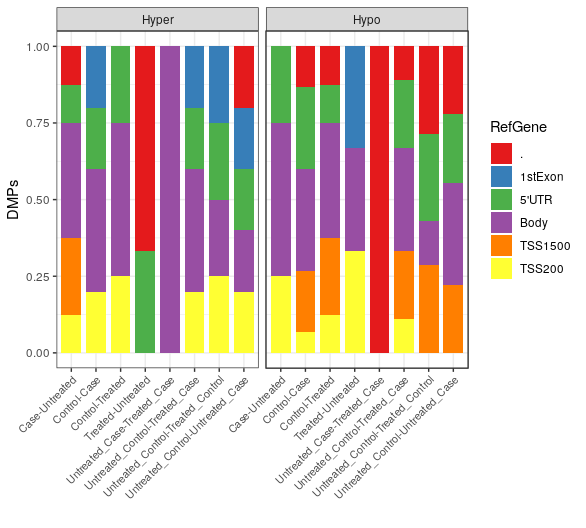 Hyper
Hypo
1.00
0.75
0.50
0.25
0.00
DMPs
Case-Untreated
Control-Case
Control-Treated
Treated-Untreated
Untreated_Case-Treated_Case
Untreated_Control-Treated_Case
Untreated_Control-Treated_Control
Untreated_Control-Untreated_Case
Case-Untreated
Control-Case
Control-Treated
Treated-Untreated
Untreated_Case-Treated_Case
Untreated_Control-Treated_Case
Untreated_Control-Treated_Control
Untreated_Control-Untreated_Case
RefGene
.
1stExon
5'UTR
Body
TSS1500
TSS200